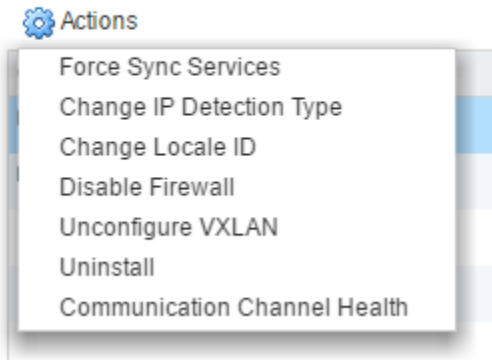 Actions
Force Sync Services
Change IP Detection Type
Change Locale ID
Disable Firewall
Unconfigure VXLAN
Uninstall
Communication Channel Health